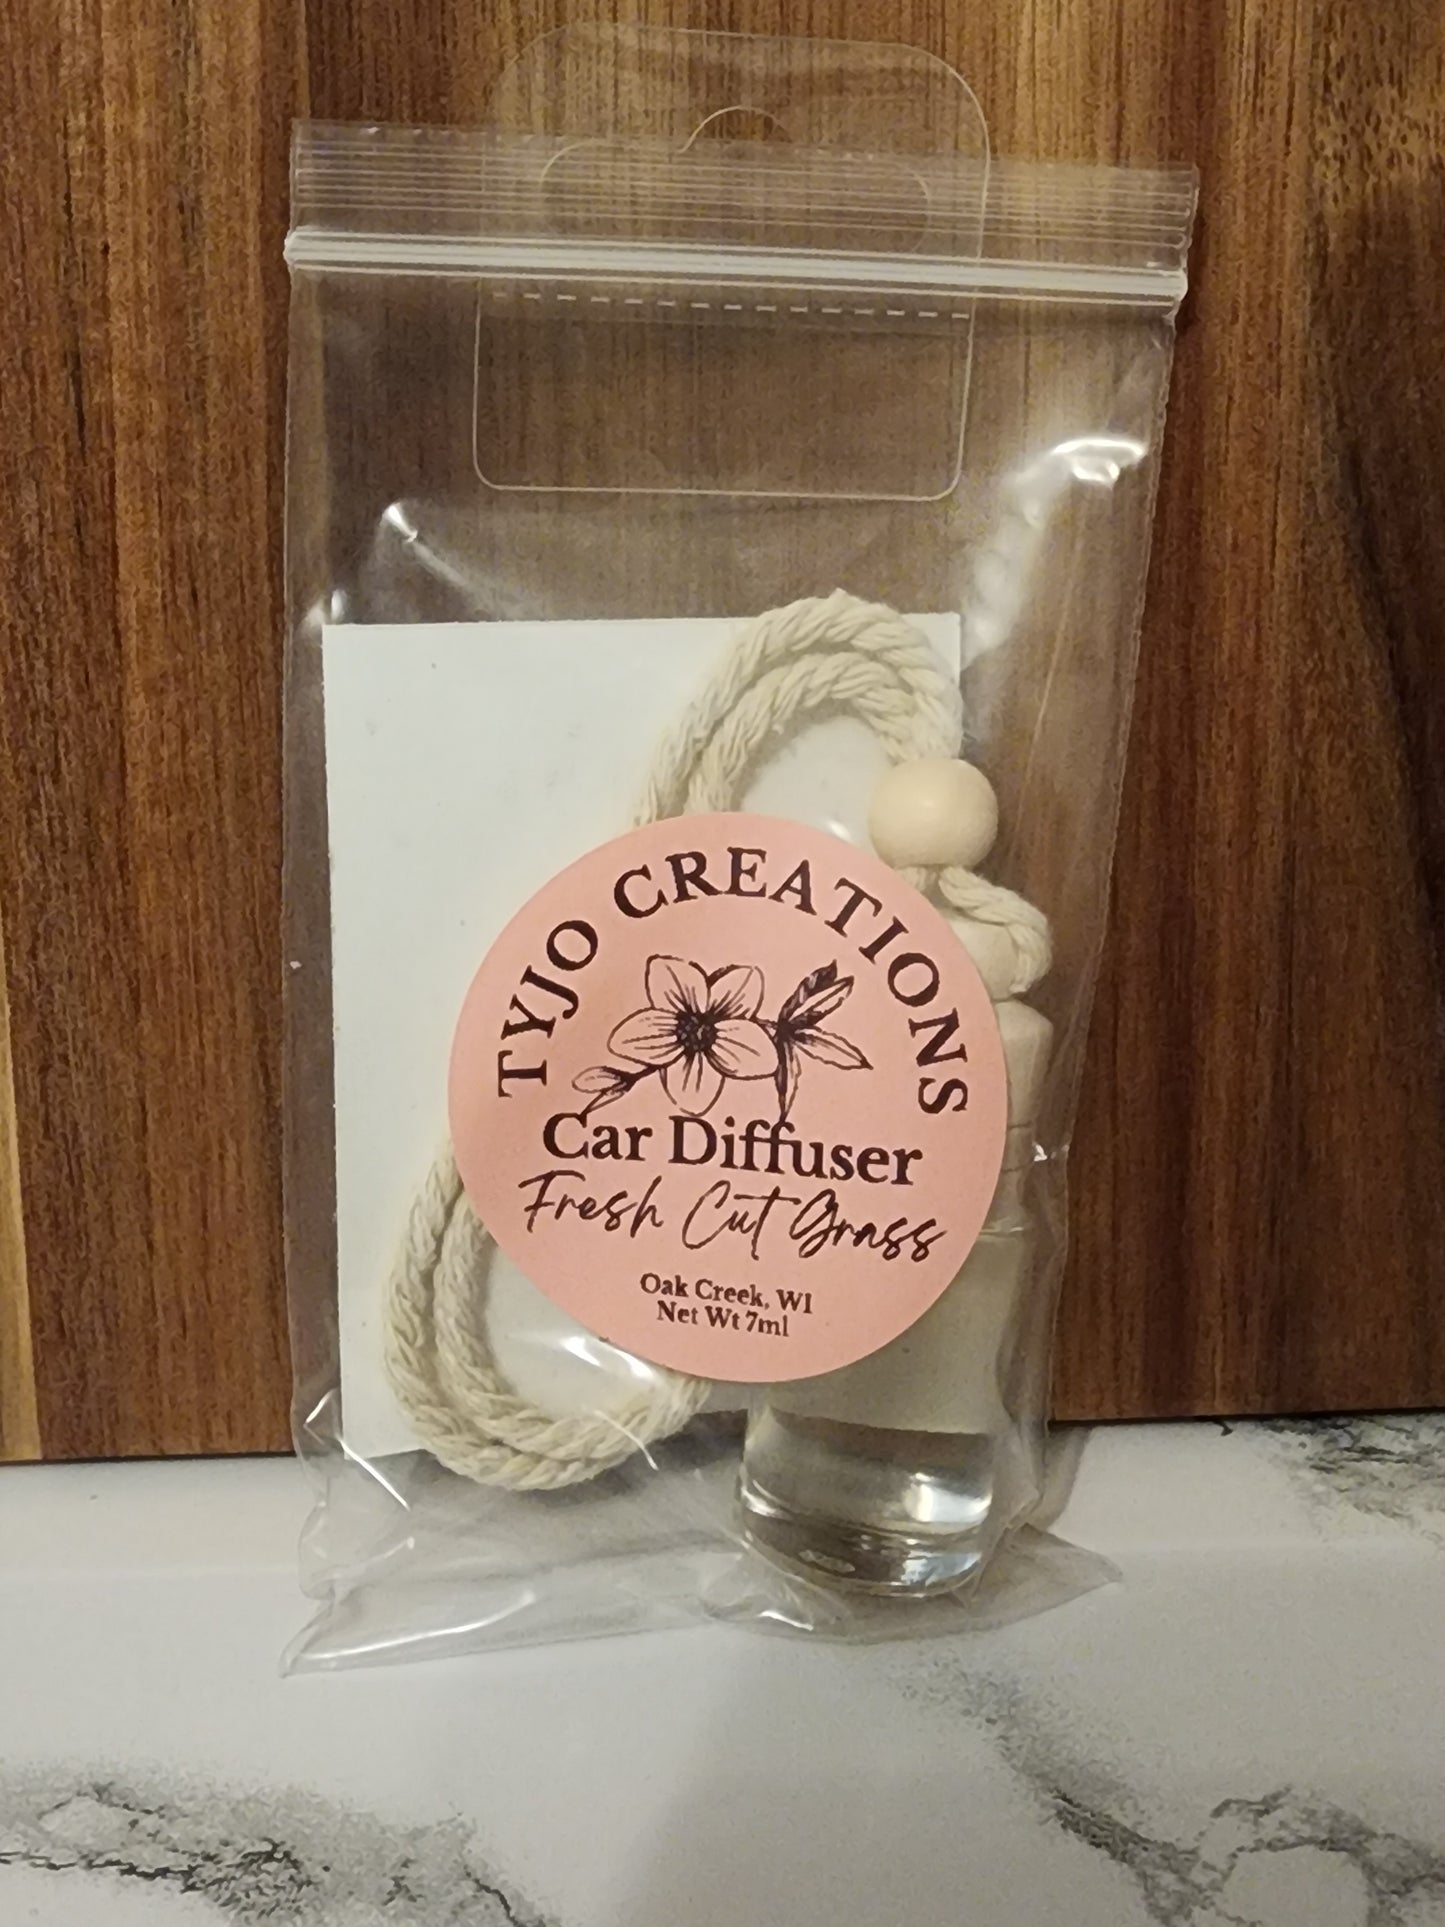 TYJO CREATIONS
Car Diffuser
Fresh Cut Grass
Oak Creek, WI
Net Wt 7ml